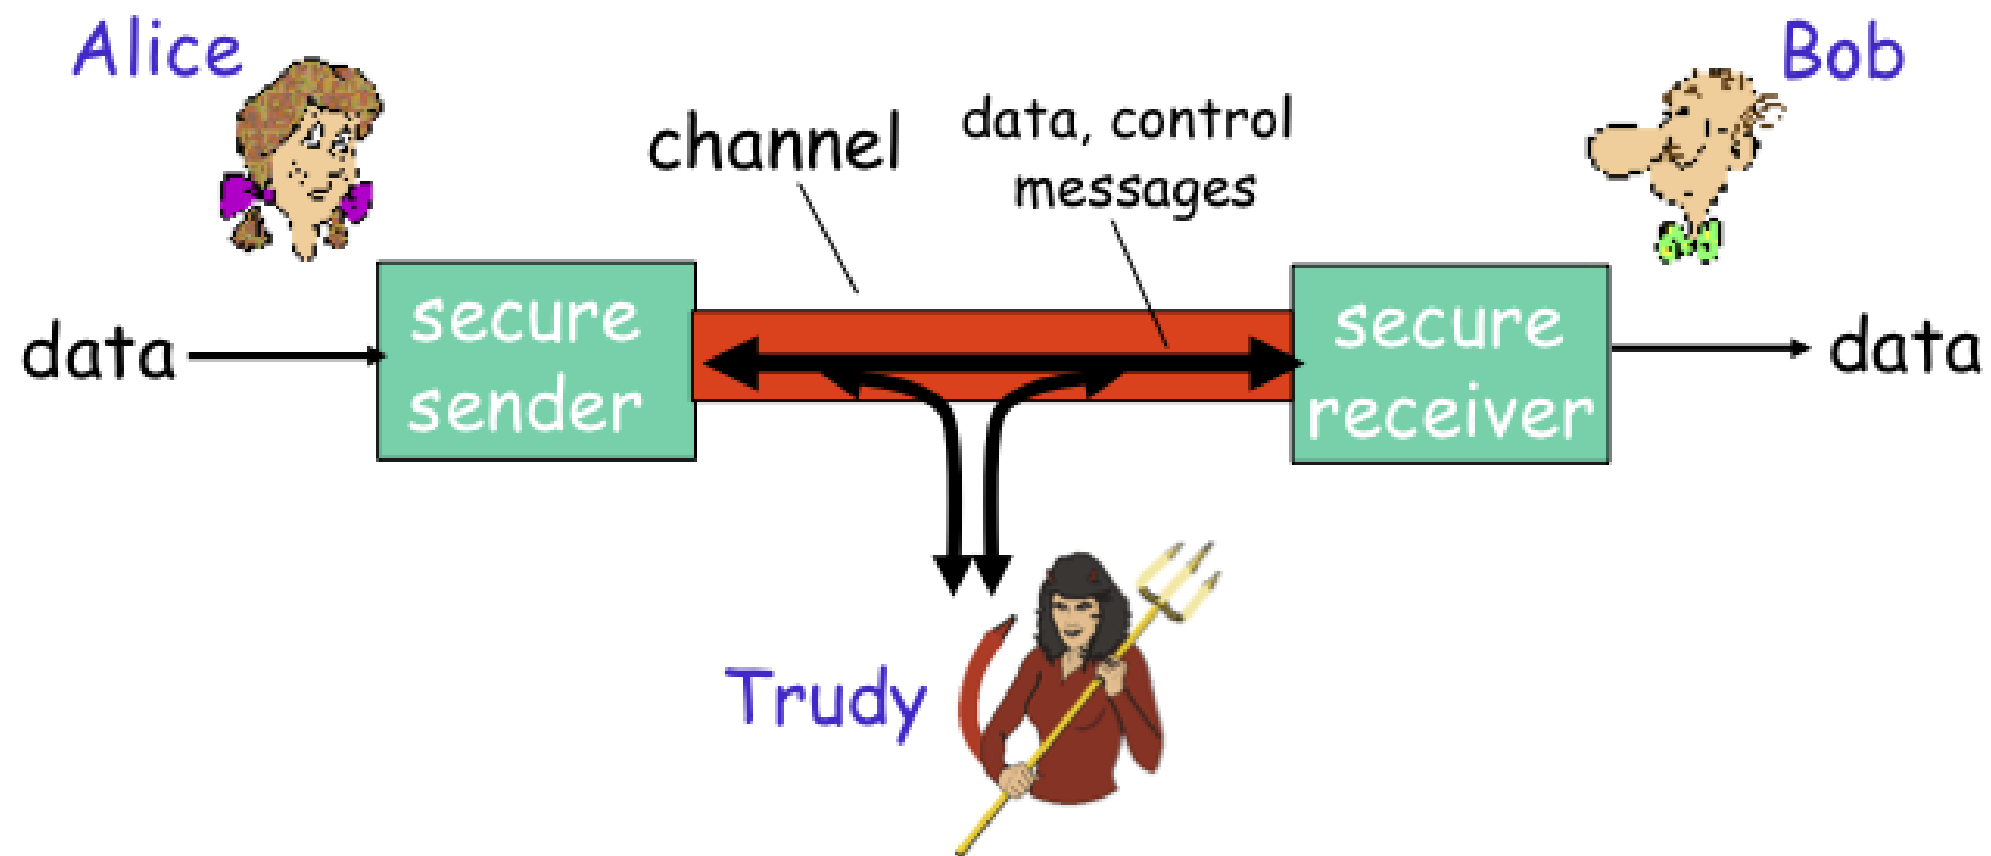 Alice
Bob
channel
data, control
messages
data
secure
sender
secure
receiver
data
Trudy